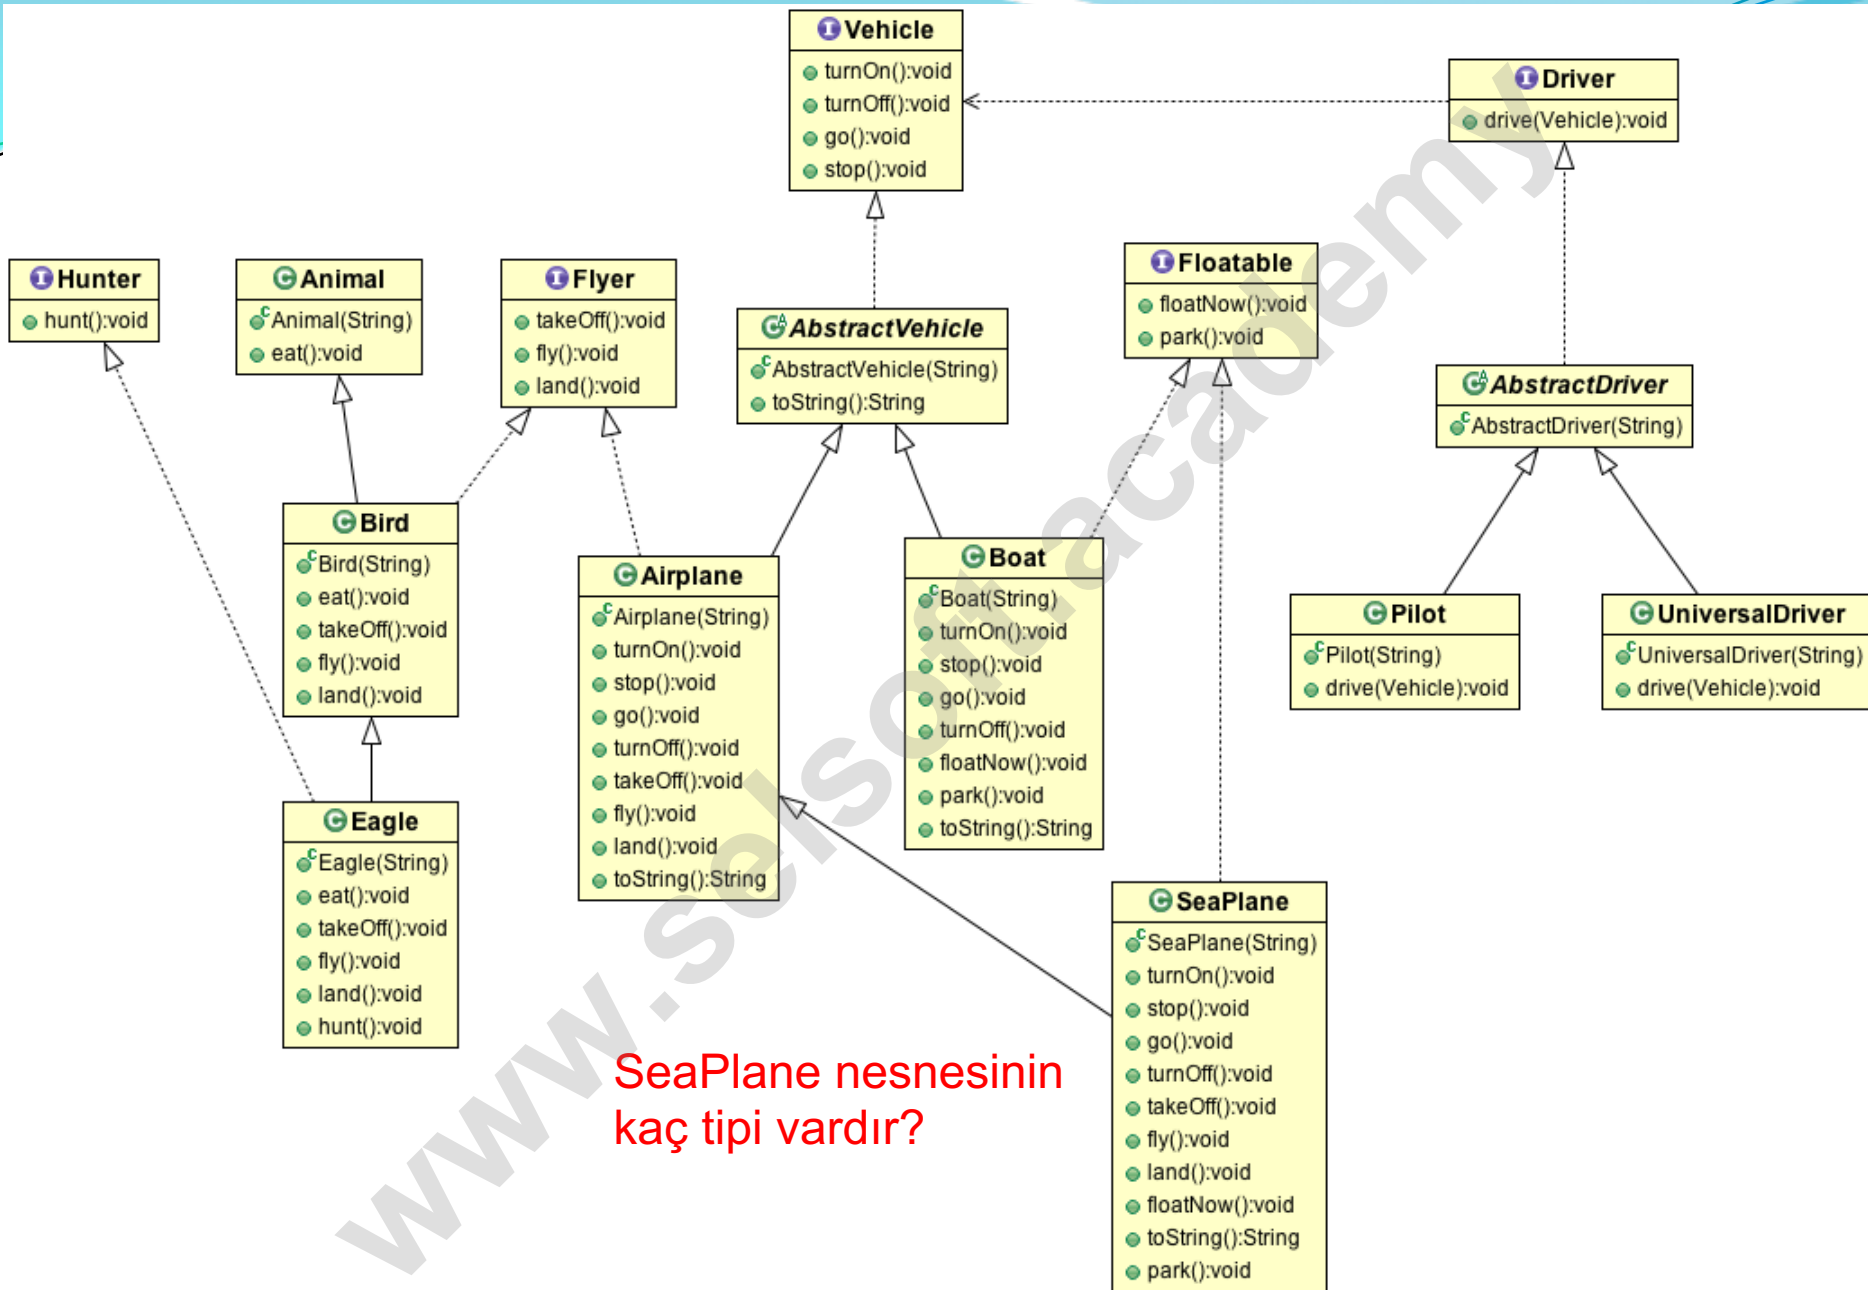 Vehicle
turnOn():void
turnOff():void
go():void
stop():void
Driver
drive(Vehicle):void
Hunter
hunt():void
Animal
Animal(String)
eat():void
Flyer
takeOff():void
fly():void
land():void
AbstractVehicle
AbstractVehicle(String)
toString():String
Floatable
floatNow():void
park():void
AbstractDriver
AbstractDriver(String)
Bird
Bird(String)
eat():void
takeOff():void
fly():void
land():void
Airplane
Airplane(String)
turnOn():void
stop():void
go():void
turnOff():void
takeOff():void
fly():void
land():void
toString():String
Boat
Boat(String)
turnOn():void
stop():void
go():void
turnOff():void
floatNow():void
park():void
toString():String
Pilot
Pilot(String)
drive(Vehicle):void
UniversalDriver
UniversalDriver(String)
drive(Vehicle):void
Eagle
Eagle(String)
eat():void
takeOff():void
fly():void
land():void
hunt():void
SeaPlane
SeaPlane(String)
turnOn():void
stop():void
go():void
turnOff():void
takeOff():void
fly():void
land():void
floatNow():void
toString():String
park():void
SeaPlane nesnesinin
kaç tipi vardır?
www.selsoft.academy